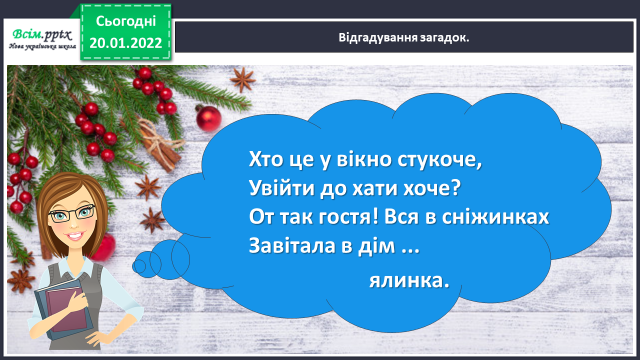 Всім.pptx
Нова українська школа
Сьогодні
20.01.2022
Відгадування загадок.
Хто це у вікно стукоче,
Увійти до хати хоче?
От так гостя! Вся в сніжинках
Завітала в дім ...
ялинка.